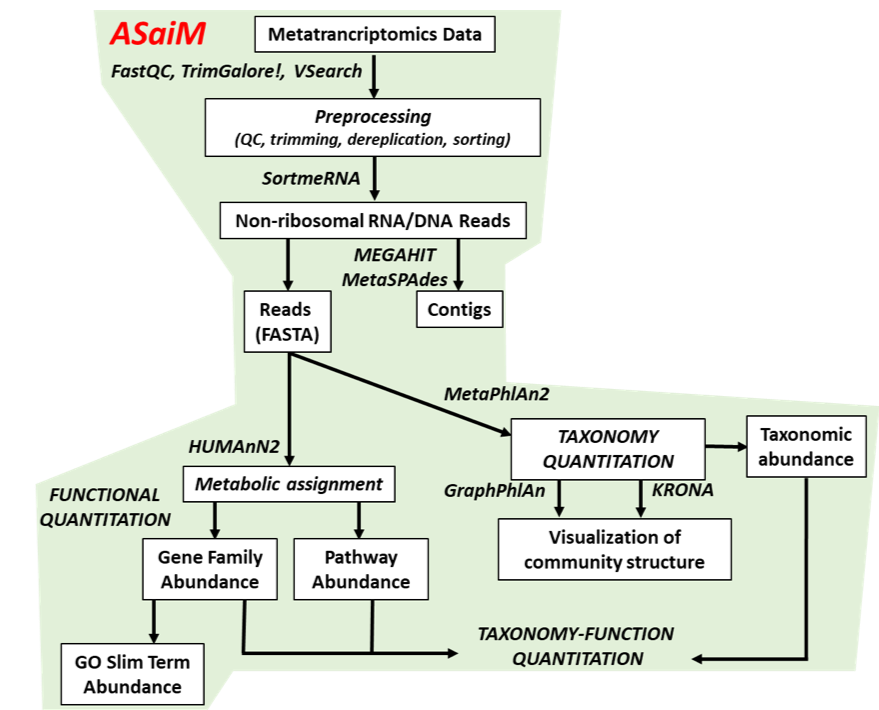 ASaiM
Metatrancriptomics Data
FastQC, TrimGalore!, VSearch
Preprocessing
(QC, trimming, dereplication, sorting)
SortmeRNA
Non-ribosomal RNA/DNA Reads
MEGAHIT
MetaSPAdes
Reads
(FASTA)
Contigs
MetaPhlAn2
HUMAnN2
TAXONOMY
QUANTITATION
Taxonomic
abundance
Metabolic assignment
FUNCTIONAL
QUANTITATION
GraphPhlAn
KRONA
Gene Family
Abundance
Pathway
Abundance
Visualization of
community structure
GO Slim Term
Abundance
TAXONOMY-FUNCTION
QUANTITATION